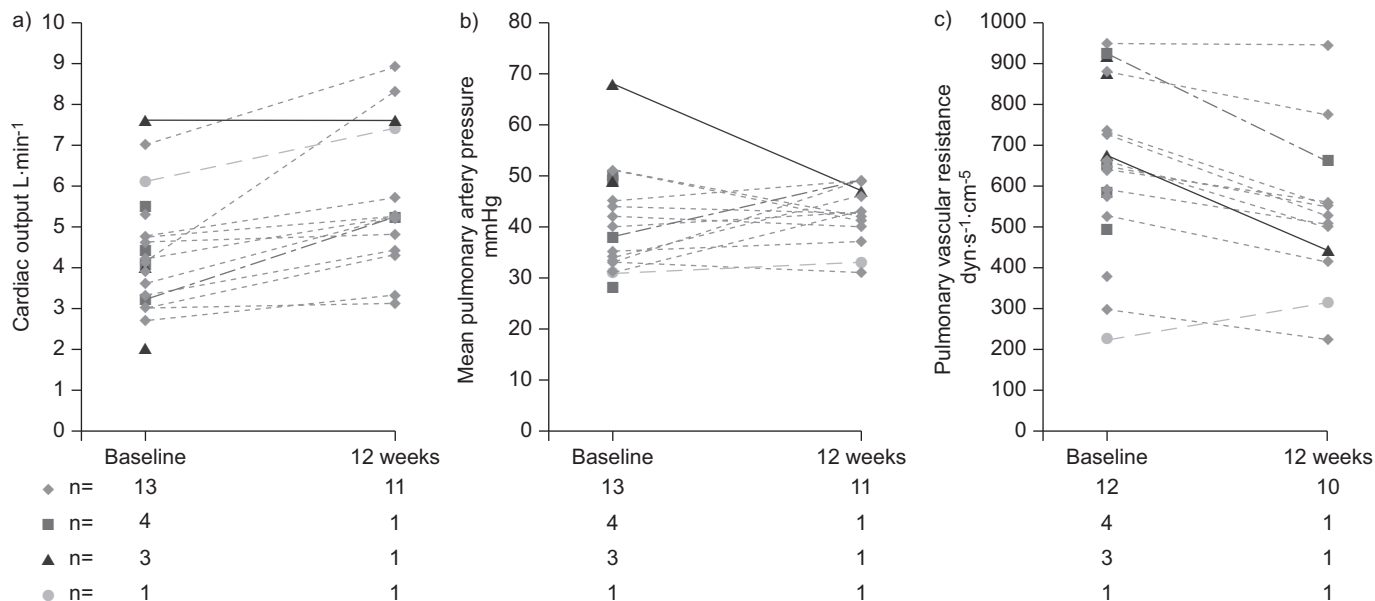 a)
Cardiac output L·min-1
10
9
8
7
6
5
4
3
2
1
0
Baseline 12 weeks
b)
Mean pulmonary artery pressure
mmHg
80
70
60
50
40
30
20
10
0
Baseline 12 weeks
c)
Pulmonary vascular resistance
dyn·s-1·cm-5
1000
900
800
700
600
500
400
300
200
100
0
Baseline 12 weeks
n= 13 11 13 11 12 10
n= 4 1 4 1 4 1
n= 3 1 3 1 3 1
n= 1 1 1 1 1 1